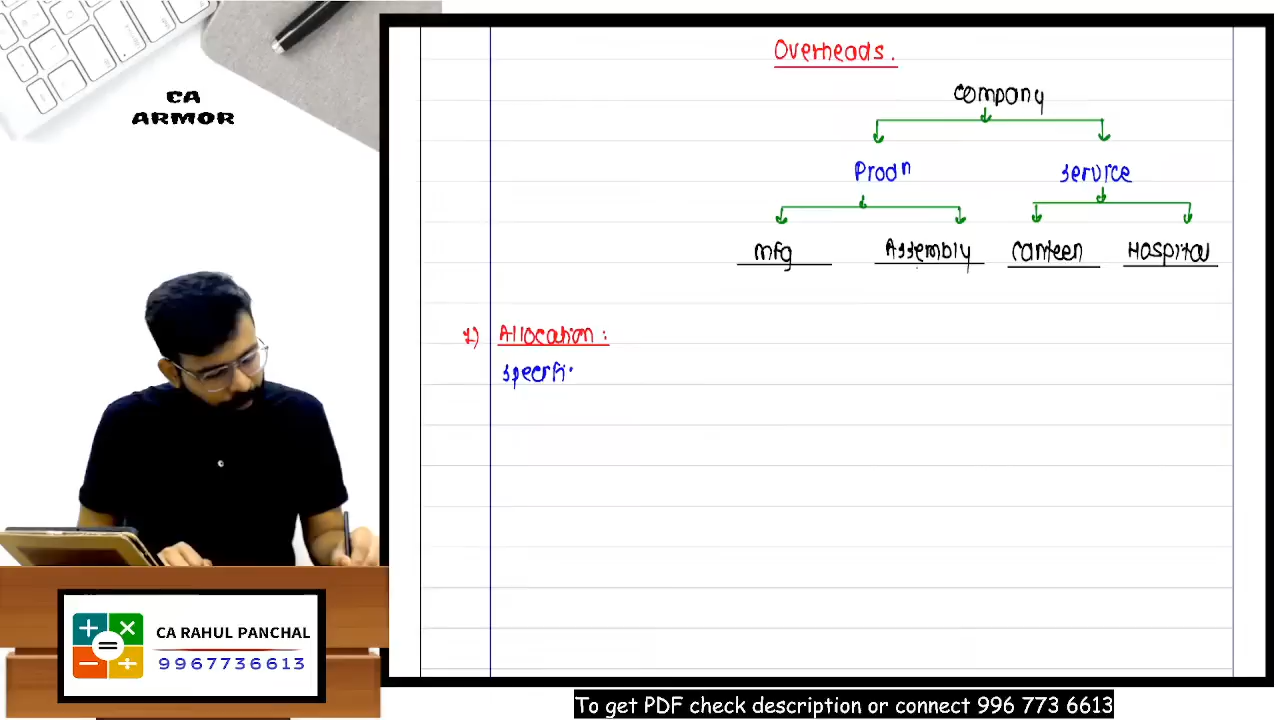 CA
ARMOR
Overheads.
Company
Prodn
Service
Mfg
Assembly
Canteen
Hospital
1) Allocation:
Specifi
CA RAHUL PANCHAL
9967736613
To get PDF check description or connect 996 773 6613